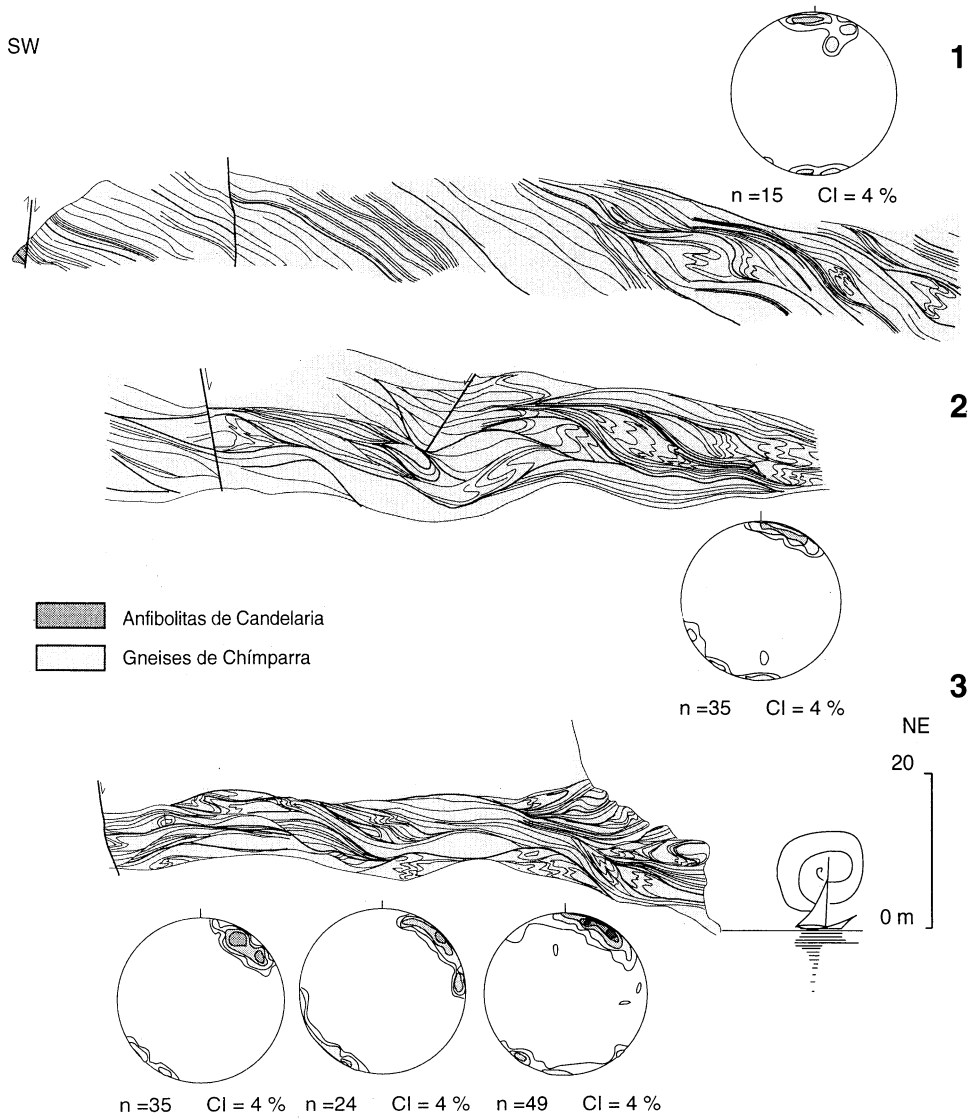 SW
1
n =15 CI = 4 %
2
Anfibolitas de Candelaria
Gneises de Chímparra
n =35 CI = 4 %
3
NE
20
0 m
n =35 CI = 4 % n =24 CI = 4 % n =49 CI = 4 %